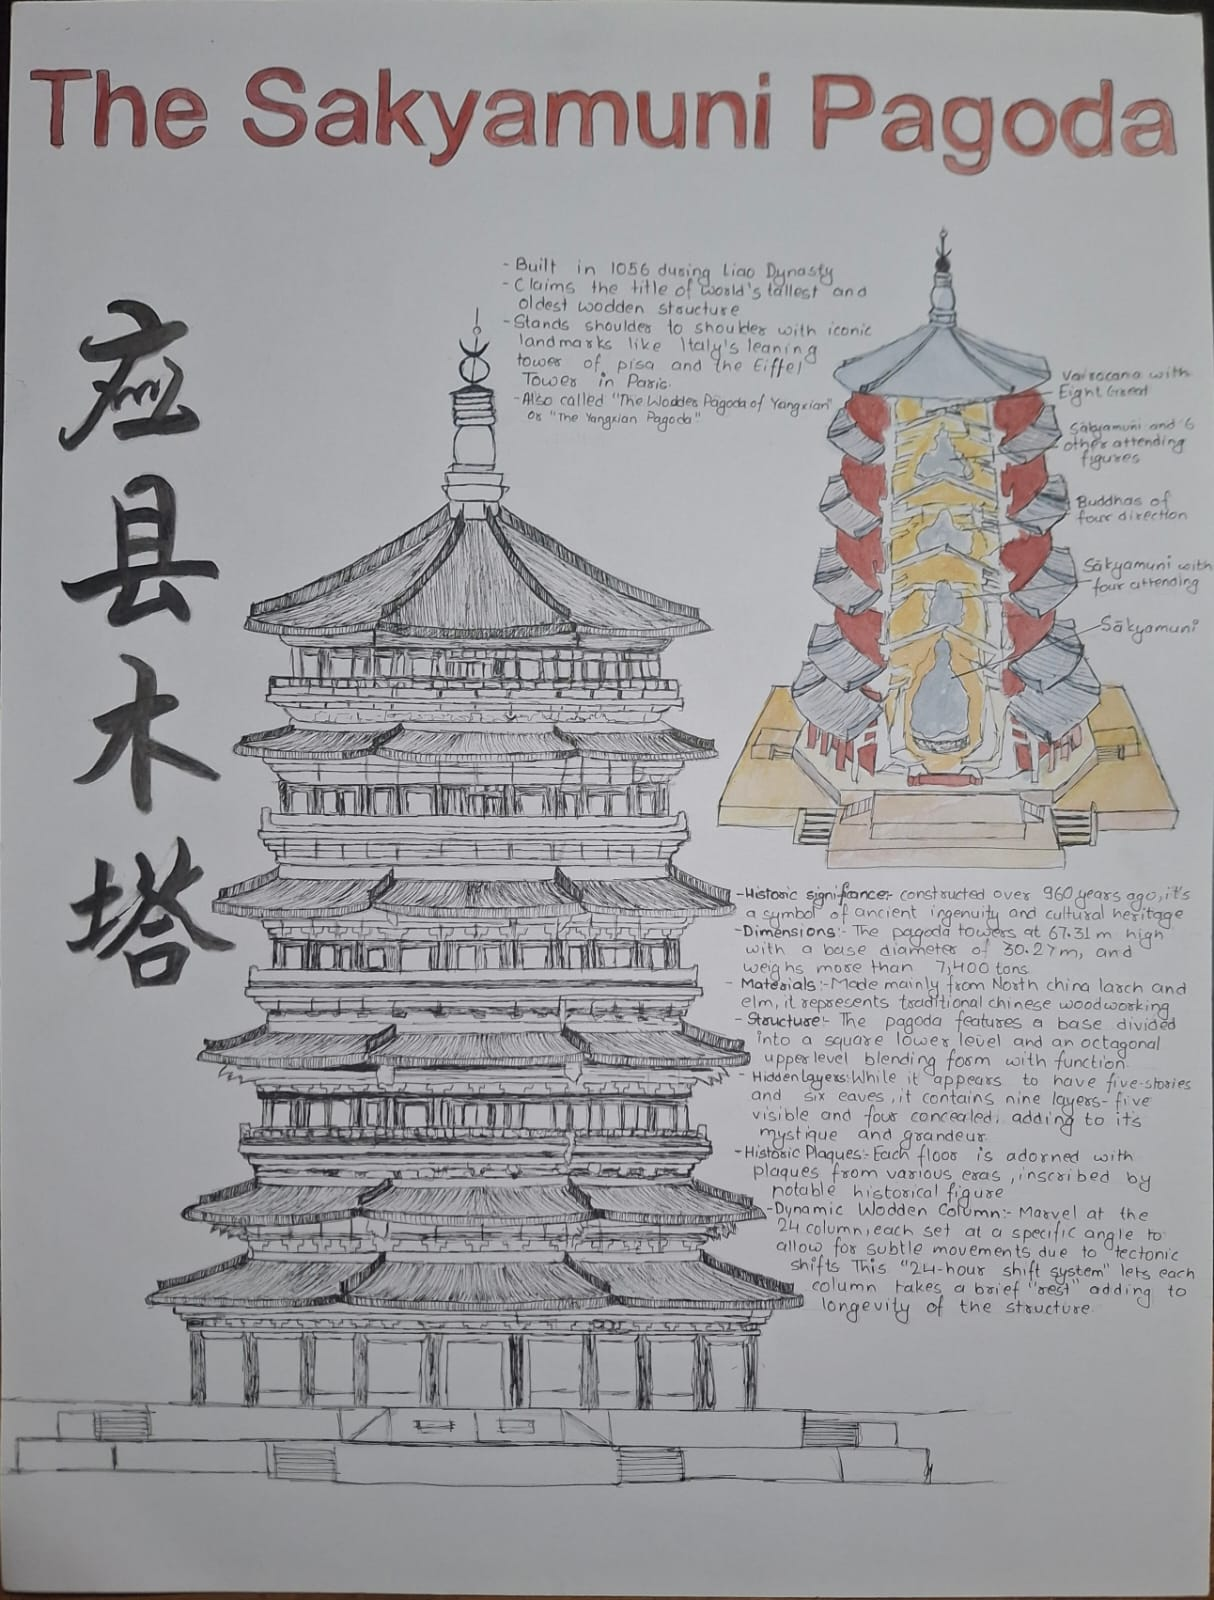 The Sakyamuni Pagoda
应
县
木
塔
- Built in 1056 during Liao Dynasty
- Claims the title of world's tallest and
oldest wodden structure
- Stands shoulder to shoulder with iconic
landmarks like Italy's leaning
tower of pisa and the Eiffel
Tower in Paris.
- Also called "The Wodden Pagoda of Yangxian"
or "The Yangxian Pagoda"
Vairocana with
Eight Great
Sākyamuni and 6
other attending
figures
Buddhas of
four direction
Sākyamuni with
four attending
Sākyamuni
- Historic significance:- constructed over 960 years ago, it's
a symbol of ancient ingenuity and cultural heritage
- Dimensions:- The pagoda towers at 67.31 m high
with a base diameter of 30.27m, and
weighs more than 7,400 tons
- Materials:- Made mainly from North china larch and
elm, it represents traditional chinese woodworking
- Structure:- The pagoda features a base divided
into a square lower level and an octagonal
upper level blending form with function.
- Hidden layers: While it appears to have five-stories
and six eaves, it contains nine layers- five
visible and four concealed, adding to it's
mystique and grandeur
- Historic Plaques:- Each floor is adorned with
plaques from various eras, inscribed by
notable historical figure
- Dynamic Wodden Column:- Marvel at the
24 column, each set at a specific angle to
allow for subtle movements due to tectonic
shifts This "24-hour shift system" lets each
column takes a brief "rest" adding to
longevity of the structure.